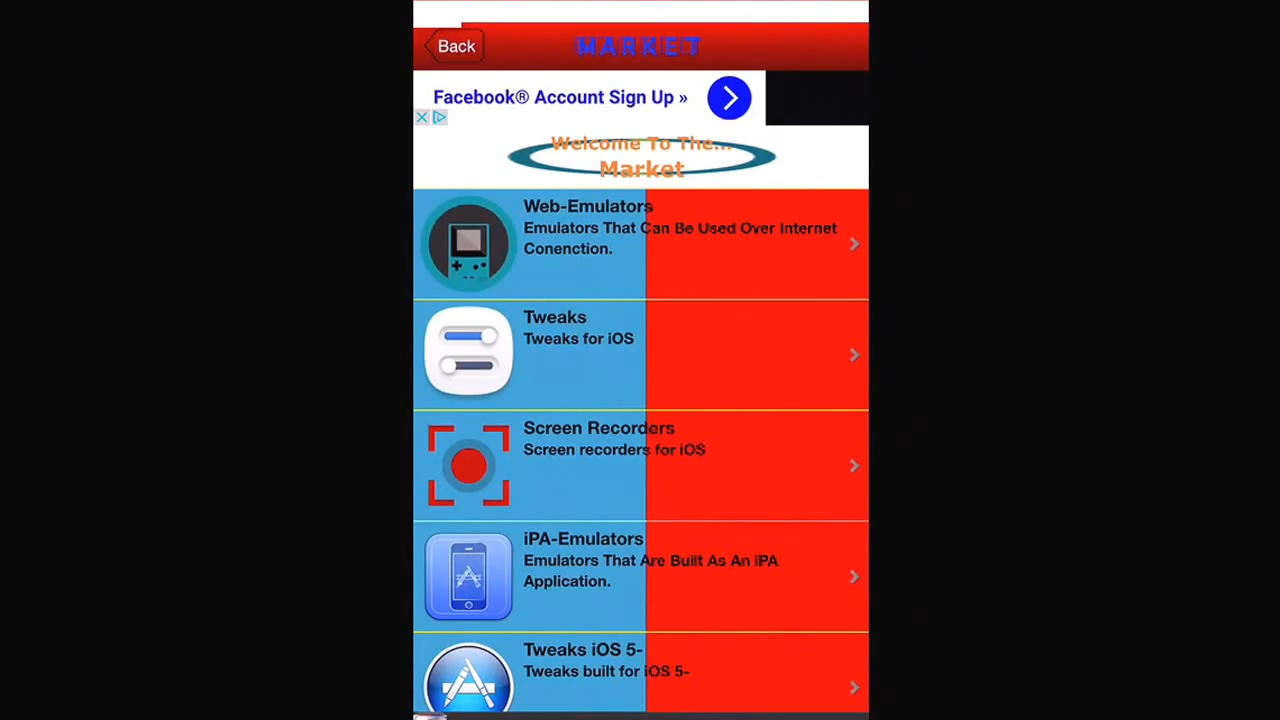 Back
MARKET
Facebook® Account Sign Up »
Welcome To The...
Market
Web-Emulators
Emulators That Can Be Used Over Internet
Conenction.
Tweaks
Tweaks for iOS
Screen Recorders
Screen recorders for iOS
iPA-Emulators
Emulators That Are Built As An iPA
Application.
Tweaks iOS 5-
Tweaks built for iOS 5-